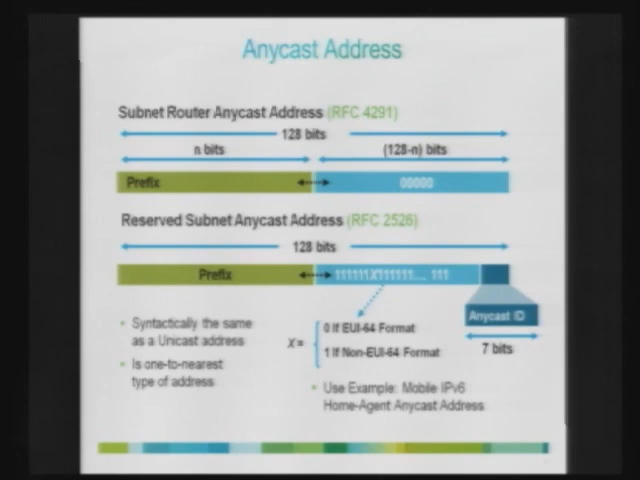 Anycast Address
Subnet Router Anycast Address (RFC 4291)
128 bits
n bits (128-n) bits
Prefix 00000
Reserved Subnet Anycast Address (RFC 2526)
128 bits
Prefix 111111X111111... 111
Anycast ID
7 bits
• Syntactically the same
as a Unicast address
• Is one-to-nearest
type of address
X = 0 If EUI-64 Format
1 If Non-EUI-64 Format
• Use Example: Mobile IPv6
Home-Agent Anycast Address